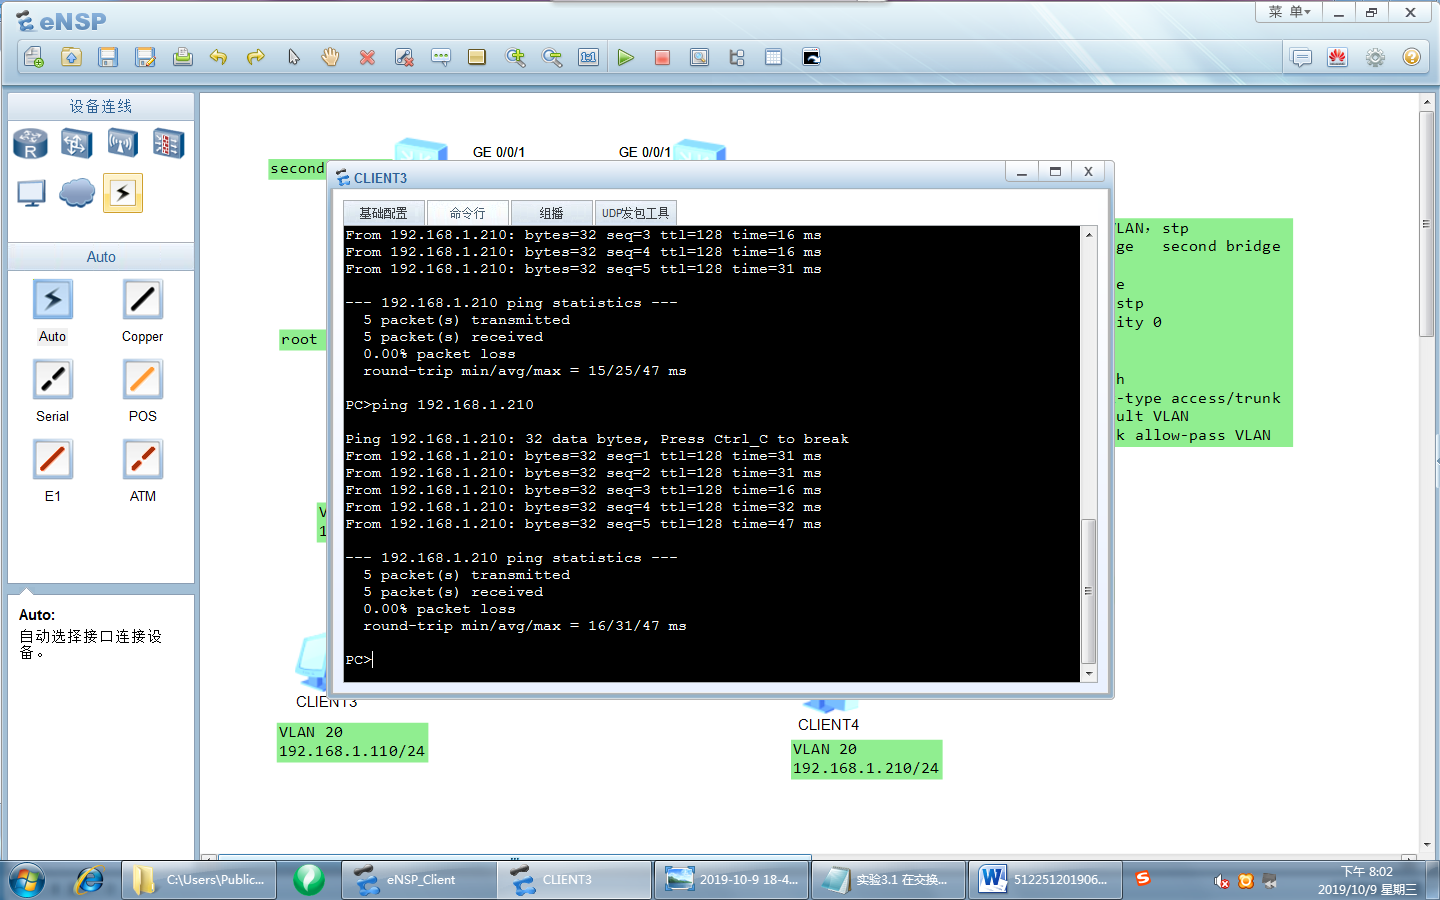 eNSP
菜 单
设备连线
Auto
Auto
Copper
Serial
POS
E1
ATM
Auto:
自动选择接口连接设
备。
GE 0/0/1
GE 0/0/1
second
root
CLIENT3
基础配置
命令行
组播
UDP发包工具
From 192.168.1.210: bytes=32 seq=3 ttl=128 time=16 ms
From 192.168.1.210: bytes=32 seq=4 ttl=128 time=16 ms
From 192.168.1.210: bytes=32 seq=5 ttl=128 time=31 ms
--- 192.168.1.210 ping statistics ---
5 packet(s) transmitted
5 packet(s) received
0.00% packet loss
round-trip min/avg/max = 15/25/47 ms
PC>ping 192.168.1.210
Ping 192.168.1.210: 32 data bytes, Press Ctrl_C to break
From 192.168.1.210: bytes=32 seq=1 ttl=128 time=31 ms
From 192.168.1.210: bytes=32 seq=2 ttl=128 time=31 ms
From 192.168.1.210: bytes=32 seq=3 ttl=128 time=16 ms
From 192.168.1.210: bytes=32 seq=4 ttl=128 time=32 ms
From 192.168.1.210: bytes=32 seq=5 ttl=128 time=47 ms
--- 192.168.1.210 ping statistics ---
5 packet(s) transmitted
5 packet(s) received
0.00% packet loss
round-trip min/avg/max = 16/31/47 ms
PC>
LAN, stp
ge second bridge
e
stp
ity 0
h
-type access/trunk
ult VLAN
k allow-pass VLAN
V
1
CLIENT3
VLAN 20
192.168.1.110/24
CLIENT4
VLAN 20
192.168.1.210/24
C:\Users\Public...
eNSP_Client
CLIENT3
2019-10-9 18-4...
实验3.1 在交换...
512251201906...
下午 8:02
2019/10/9 星期三